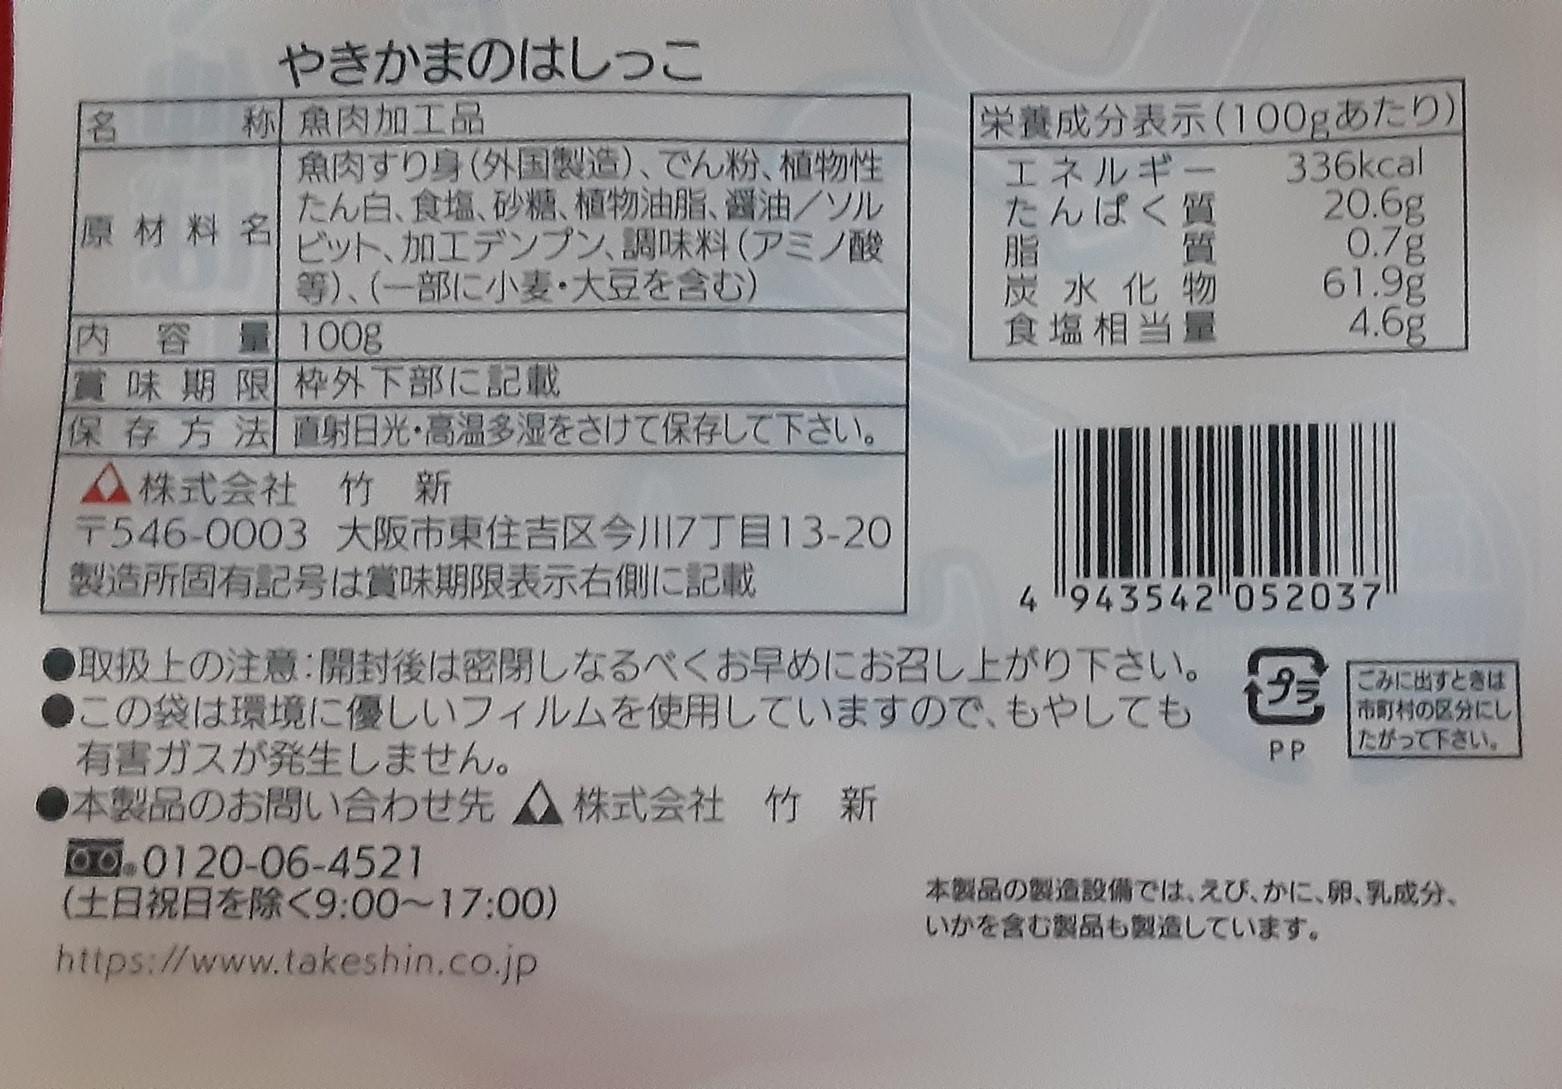 やきかまのはしっこ
名称 魚肉加工品
原材料名 魚肉すり身(外国製造)、でん粉、植物性
たん白、食塩、砂糖、植物油脂、醤油/ソル
ビット、加工デンプン、調味料(アミノ酸
等)、(一部に小麦・大豆を含む)
内容量 100g
賞味期限 枠外下部に記載
保存方法 直射日光・高温多湿をさけて保存して下さい。
株式会社 竹新
〒546-0003 大阪市東住吉区今川7丁目13-20
製造所固有記号は賞味期限表示右側に記載
栄養成分表示(100gあたり)
エネルギー 336kcal
たんぱく質 20.6g
脂質 0.7g
炭水化物 61.9g
食塩相当量 4.6g
4 943542 052037
●取扱上の注意:開封後は密閉しなるべくお早めにお召し上がり下さい。
●この袋は環境に優しいフィルムを使用していますので、もやしても
有害ガスが発生しません。
●本製品のお問い合わせ先 株式会社 竹新
0120-06-4521
(土日祝日を除く9:00〜17:00)
https://www.takeshin.co.jp
プラ
PP
ごみに出すときは
市町村の区分にし
たがって下さい。
本製品の製造設備では、えび、かに、卵、乳成分、
いかを含む製品も製造しています。